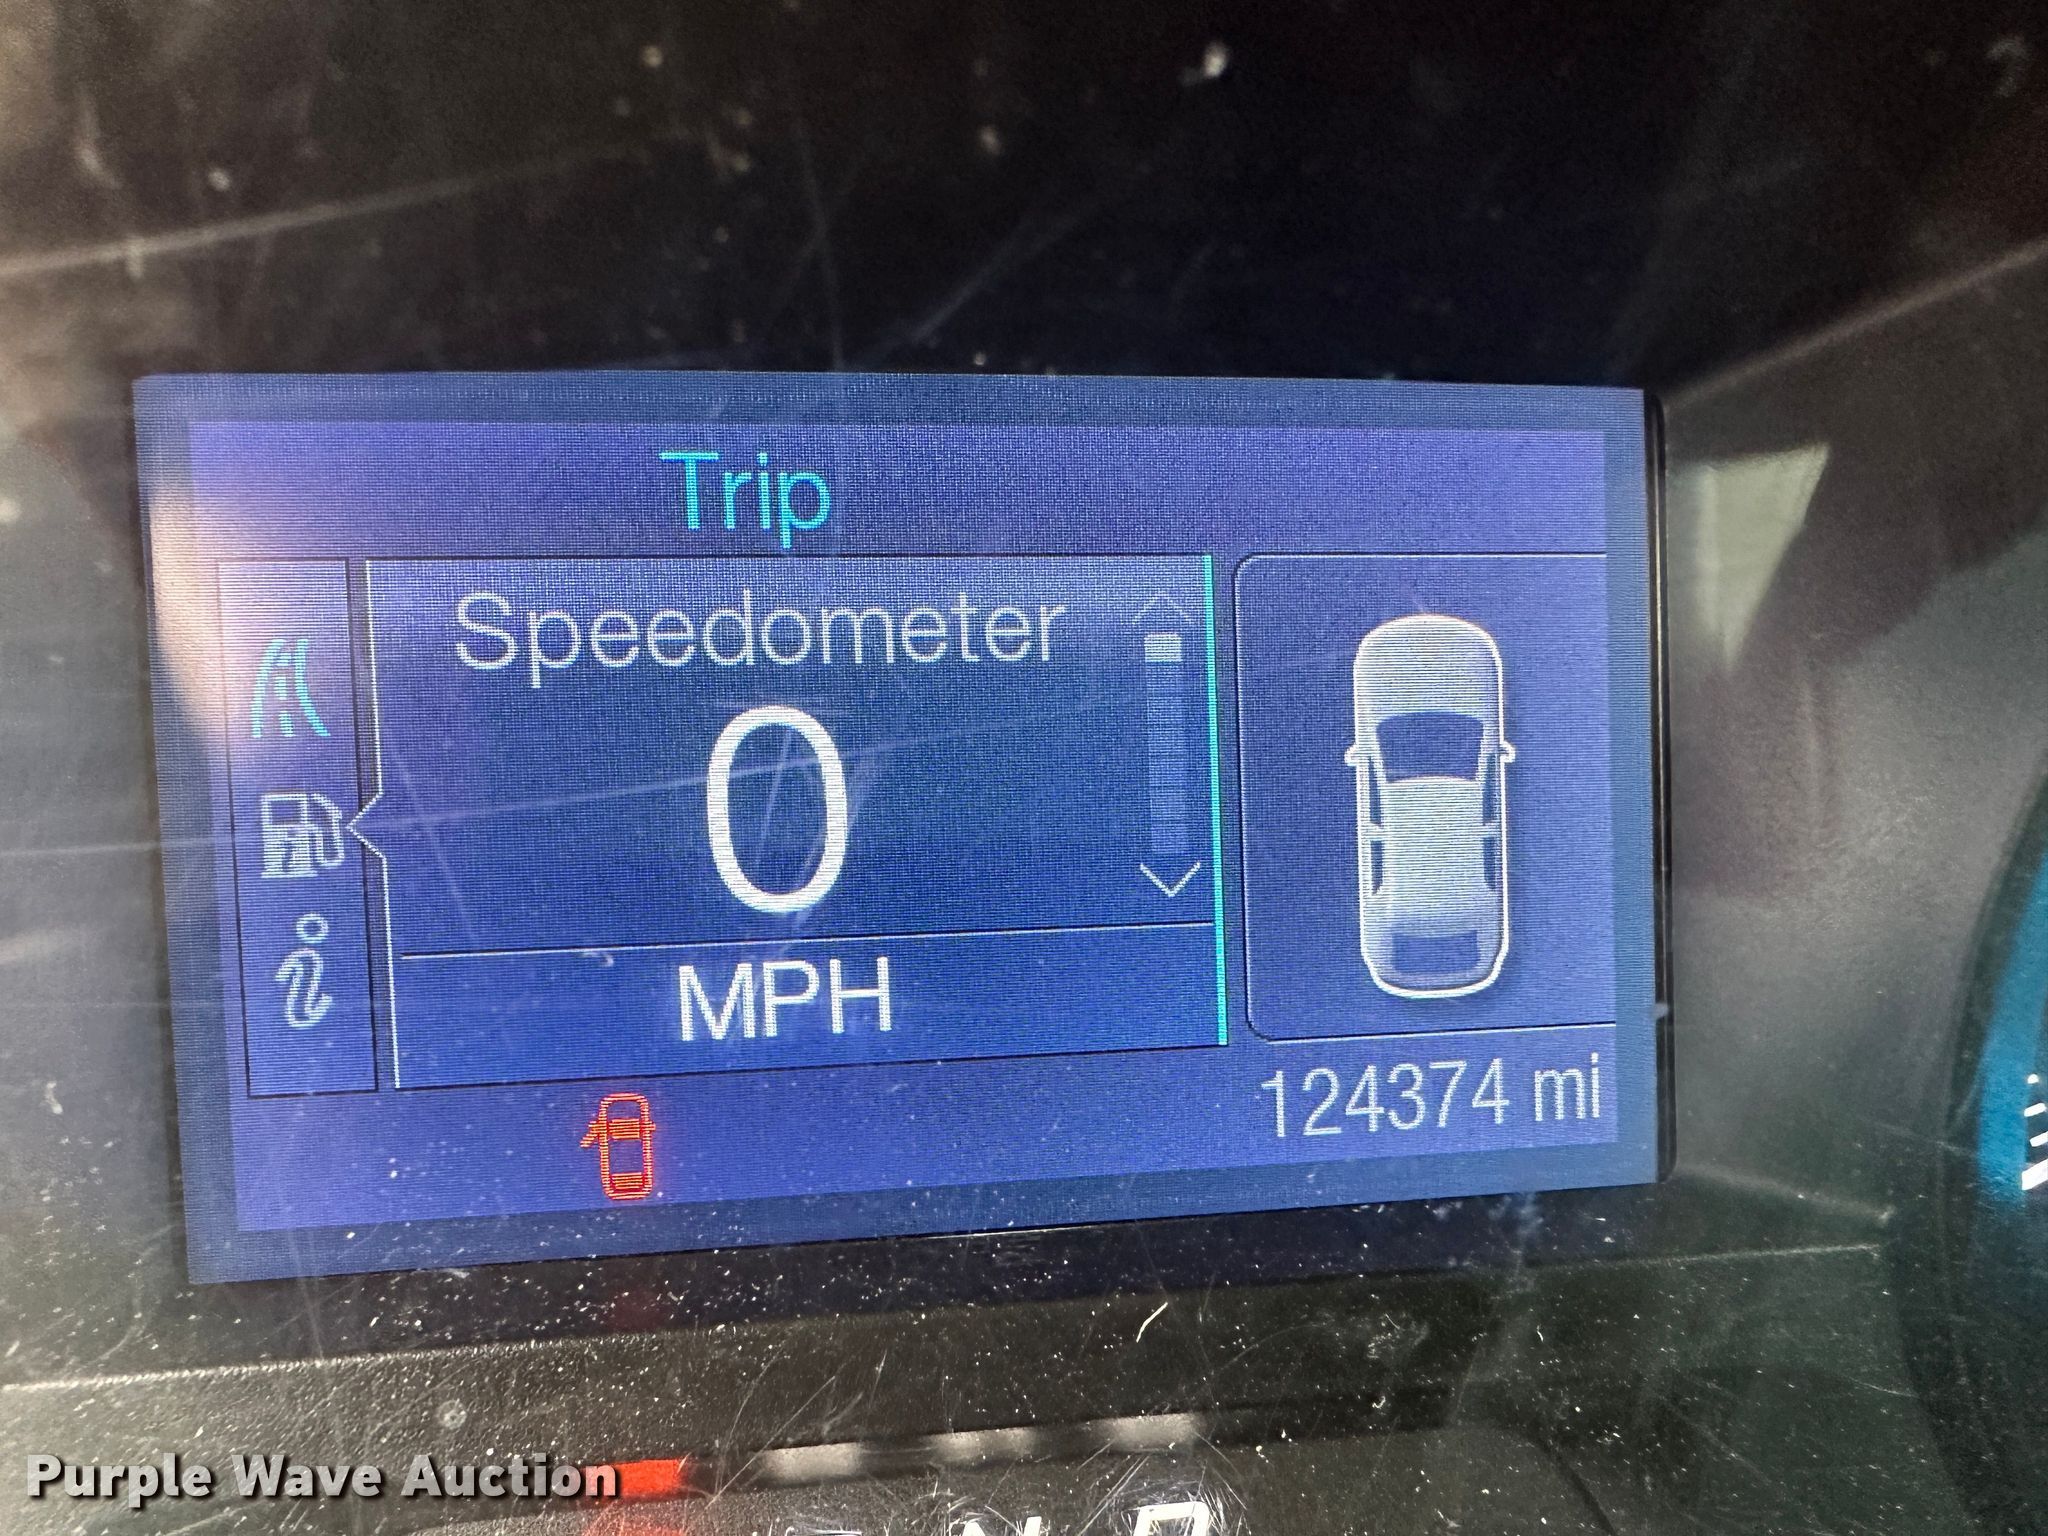 Trip
Speedometer
0
MPH
124374 mi
Purple Wave Auction